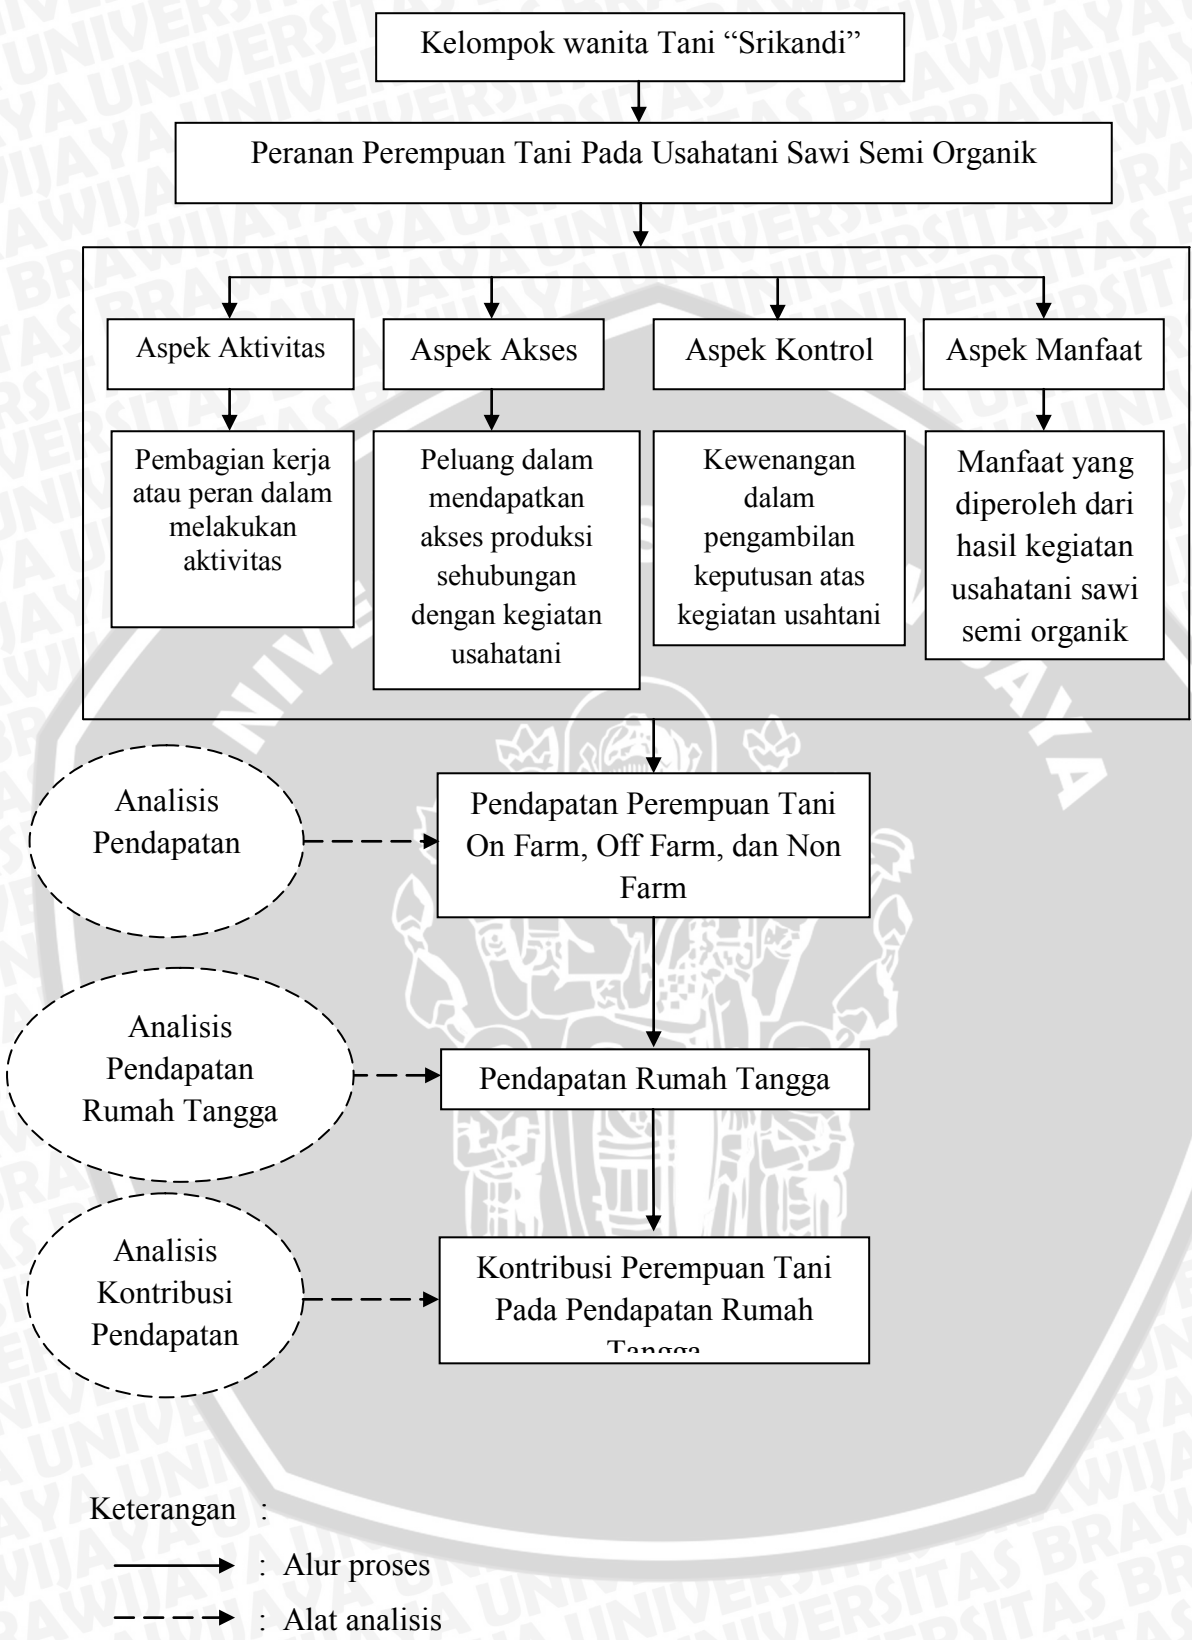 Kelompok wanita Tani “Srikandi”
Peranan Perempuan Tani Pada Usahatani Sawi Semi Organik
Aspek Aktivitas
Aspek Akses
Aspek Kontrol
Aspek Manfaat
Pembagian kerja
atau peran dalam
melakukan
aktivitas
Peluang dalam
mendapatkan
akses produksi
sehubungan
dengan kegiatan
usahatani
Kewenangan
dalam
pengambilan
keputusan atas
kegiatan usahtani
Manfaat yang
diperoleh dari
hasil kegiatan
usahatani sawi
semi organik
Analisis
Pendapatan
Pendapatan Perempuan Tani
On Farm, Off Farm, dan Non
Farm
Analisis
Pendapatan
Rumah Tangga
Pendapatan Rumah Tangga
Analisis
Kontribusi
Pendapatan
Kontribusi Perempuan Tani
Pada Pendapatan Rumah
Tangga
Keterangan :
: Alur proses
: Alat analisis